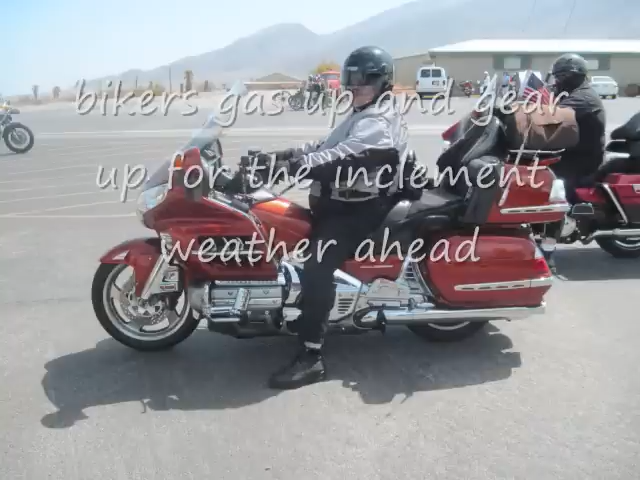 bikers gas up and gear
up for the inclement
weather ahead